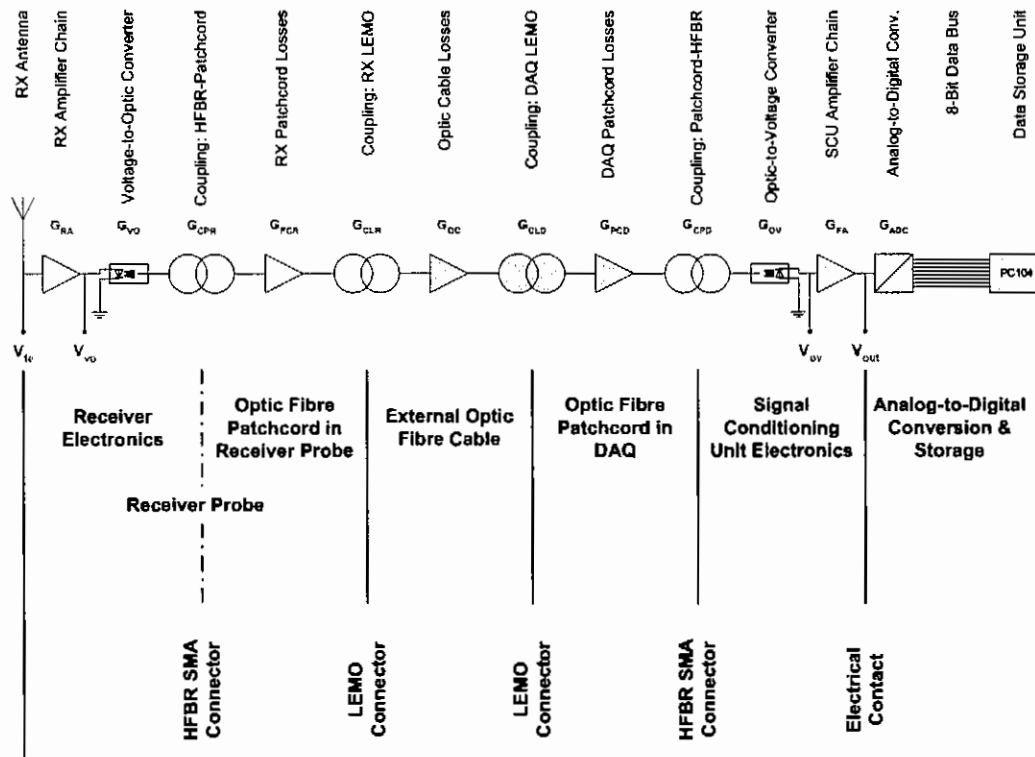 RX Antenna
RX Amplifier Chain
Voltage-to-Optic Converter
Coupling: HFBR-Patchcord
RX Patchcord Losses
Coupling: RX LEMO
Optic Cable Losses
Coupling: DAQ LEMO
DAQ Patchcord Losses
Coupling: Patchcord-HFBR
Optic-to-Voltage Converter
SCU Amplifier Chain
Analog-to-Digital Conv.
8-Bit Data Bus
Data Storage Unit
G_RA
G_VO
G_CPR
G_PCR
G_CLR
G_OC
G_CLD
G_PCD
G_CPD
G_OV
G_FA
G_ADC
PC104
V_VO
V_OV
V_out
Receiver
Electronics
Optic Fibre
Patchcord in
Receiver Probe
External Optic
Fibre Cable
Optic Fibre
Patchcord in
DAQ
Signal
Conditioning
Unit Electronics
Analog-to-Digital
Conversion &
Storage
Receiver Probe
HFBR SMA
Connector
LEMO
Connector
LEMO
Connector
HFBR SMA
Connector
Electrical
Contact